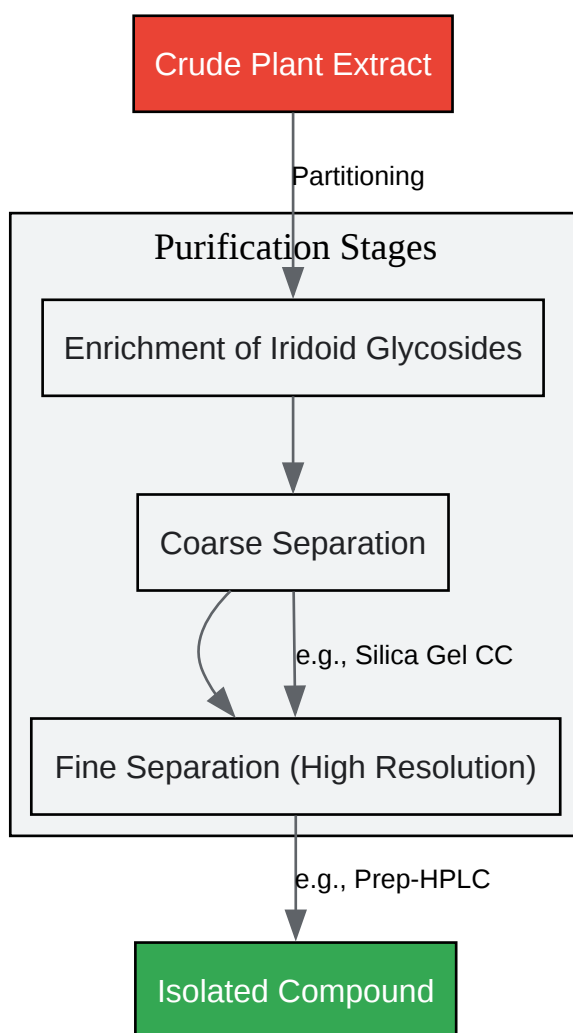 Crude Plant Extract
Partitioning
Purification Stages
Enrichment of Iridoid Glycosides
Coarse Separation
e.g., Silica Gel CC
Fine Separation (High Resolution)
e.g., Prep-HPLC
Isolated Compound